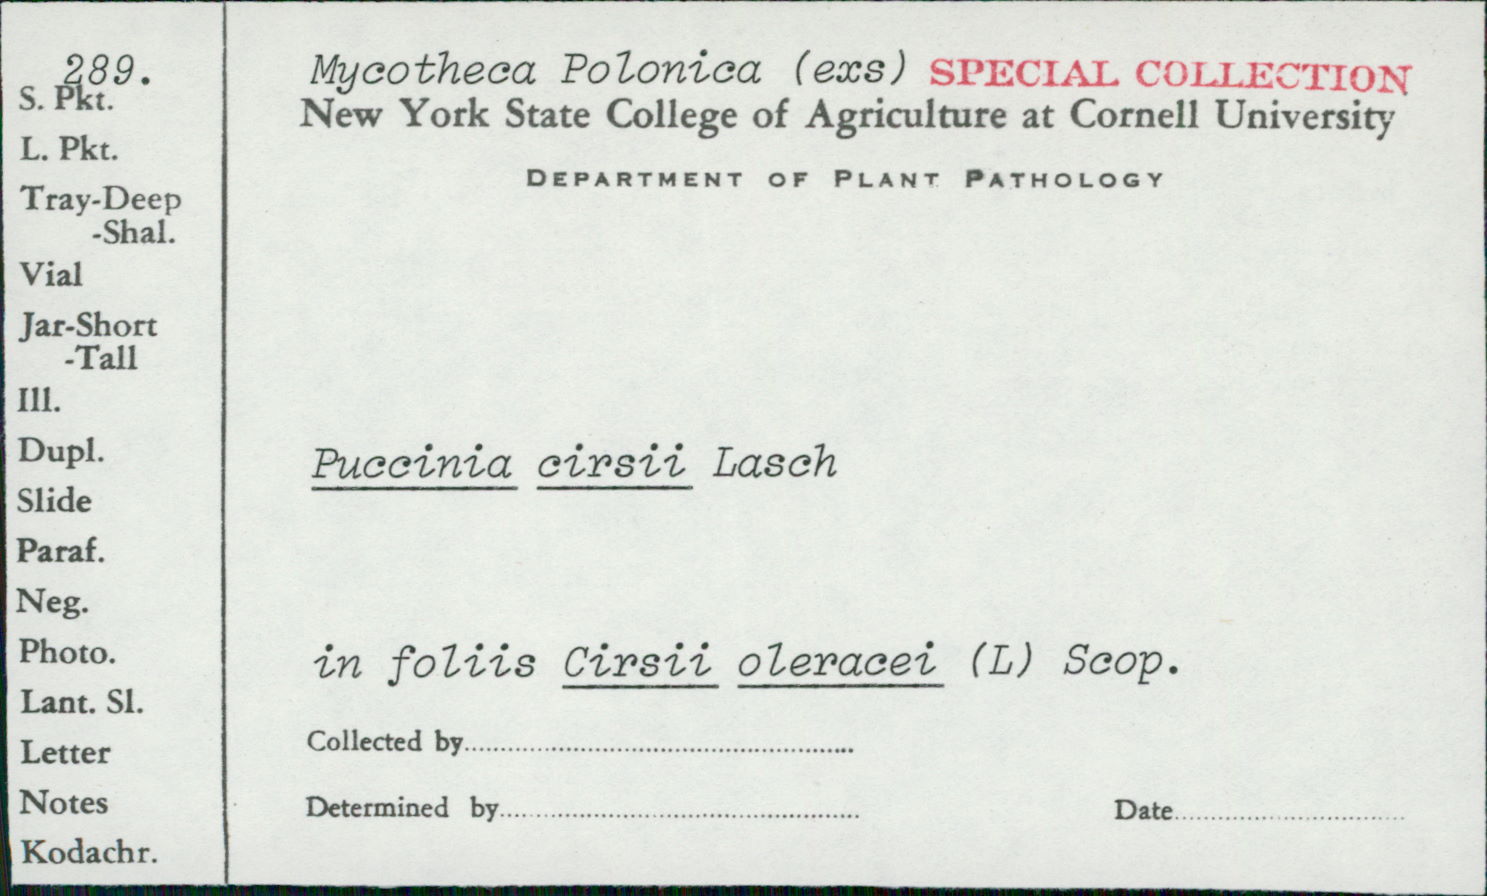 289.
S. Pkt.
L. Pkt.
Tray-Deep
-Shal.
Vial
Jar-Short
-Tall
Ill.
Dupl.
Slide
Paraf.
Neg.
Photo.
Lant. Sl.
Letter
Notes
Kodachr.
Mycotheca Polonica (exs) SPECIAL COLLECTION
New York State College of Agriculture at Cornell University
DEPARTMENT OF PLANT PATHOLOGY
Puccinia cirsii Lasch
in foliis Cirsii oleracei (L) Scop.
Collected by
Determined by Date